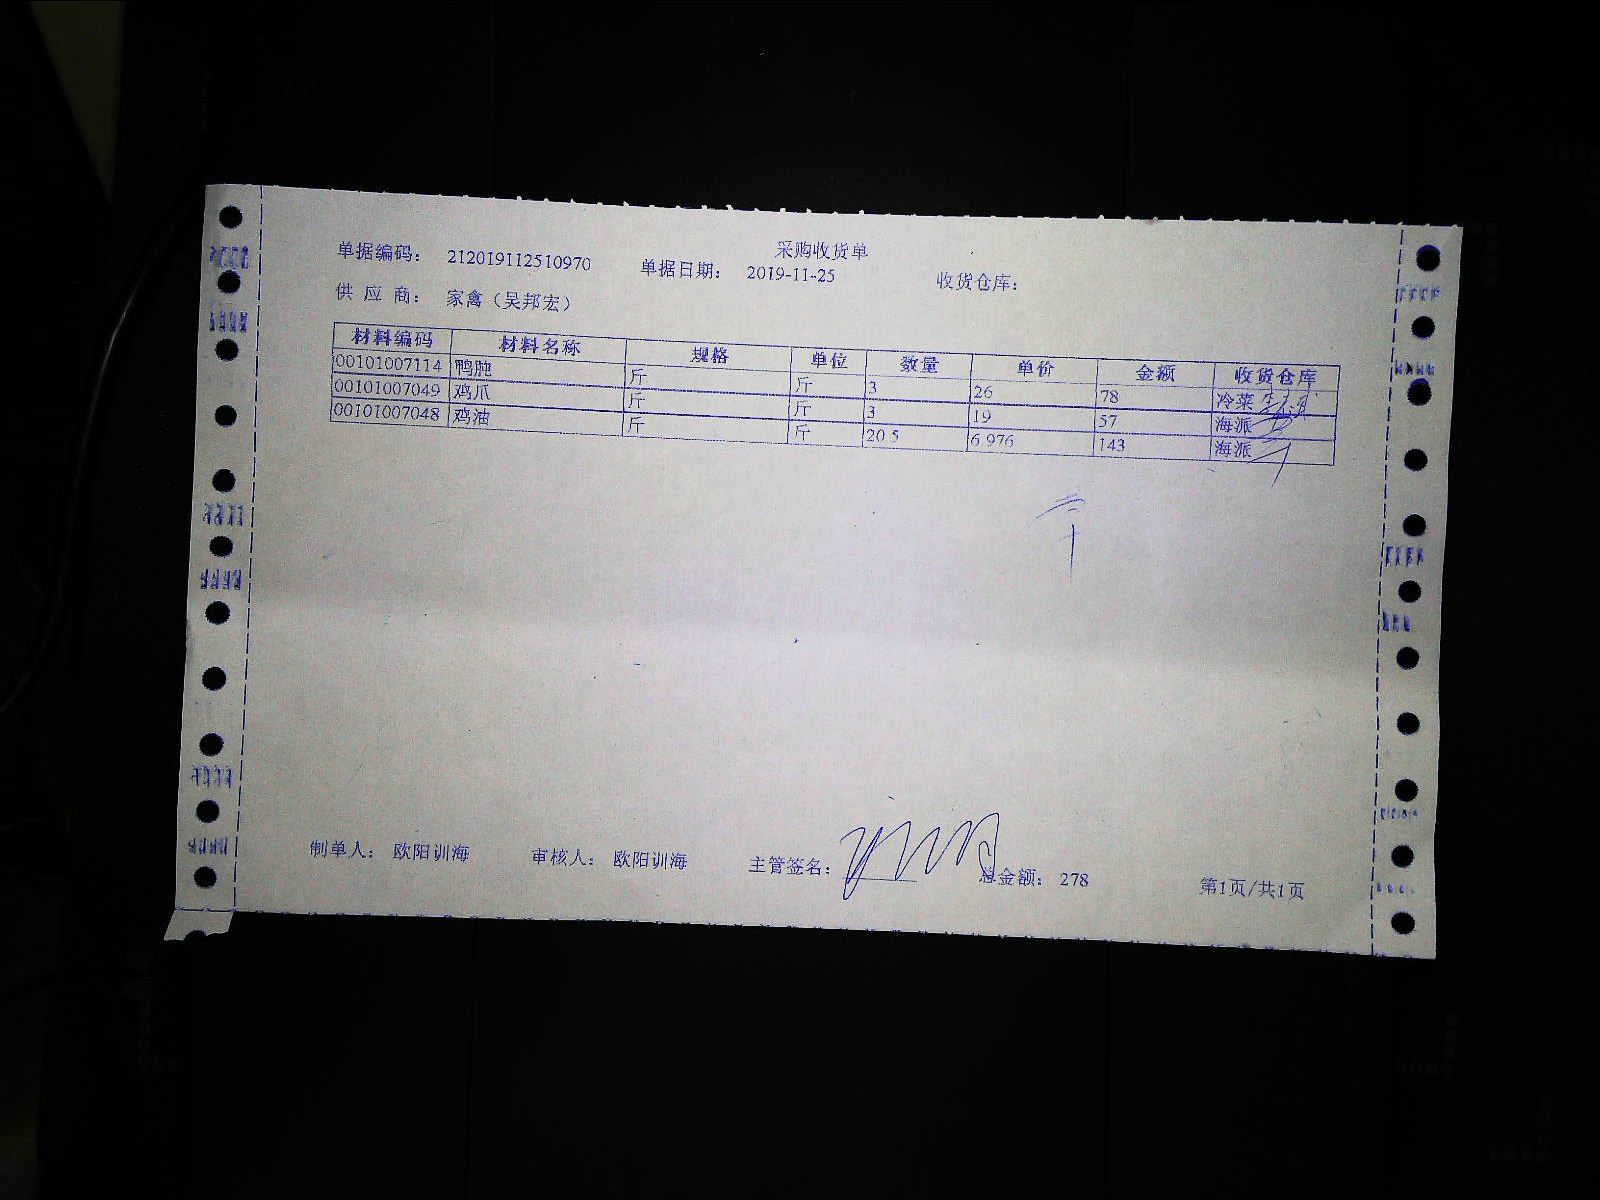 采购收货单
单据编码： 212019112510970 单据日期： 2019-11-25 收货仓库：
供 应 商： 家禽（吴邦宏）
材料编码 材料名称 规格 单位 数量 单价 金额 收货仓库
00101007114 鸭肫 斤 斤 3 26 78 冷菜
00101007049 鸡爪 斤 斤 3 19 57 海派
00101007048 鸡油 斤 斤 20 5 6 976 143 海派
制单人： 欧阳训海 审核人： 欧阳训海 主管签名： 总金额： 278 第1页/共1页